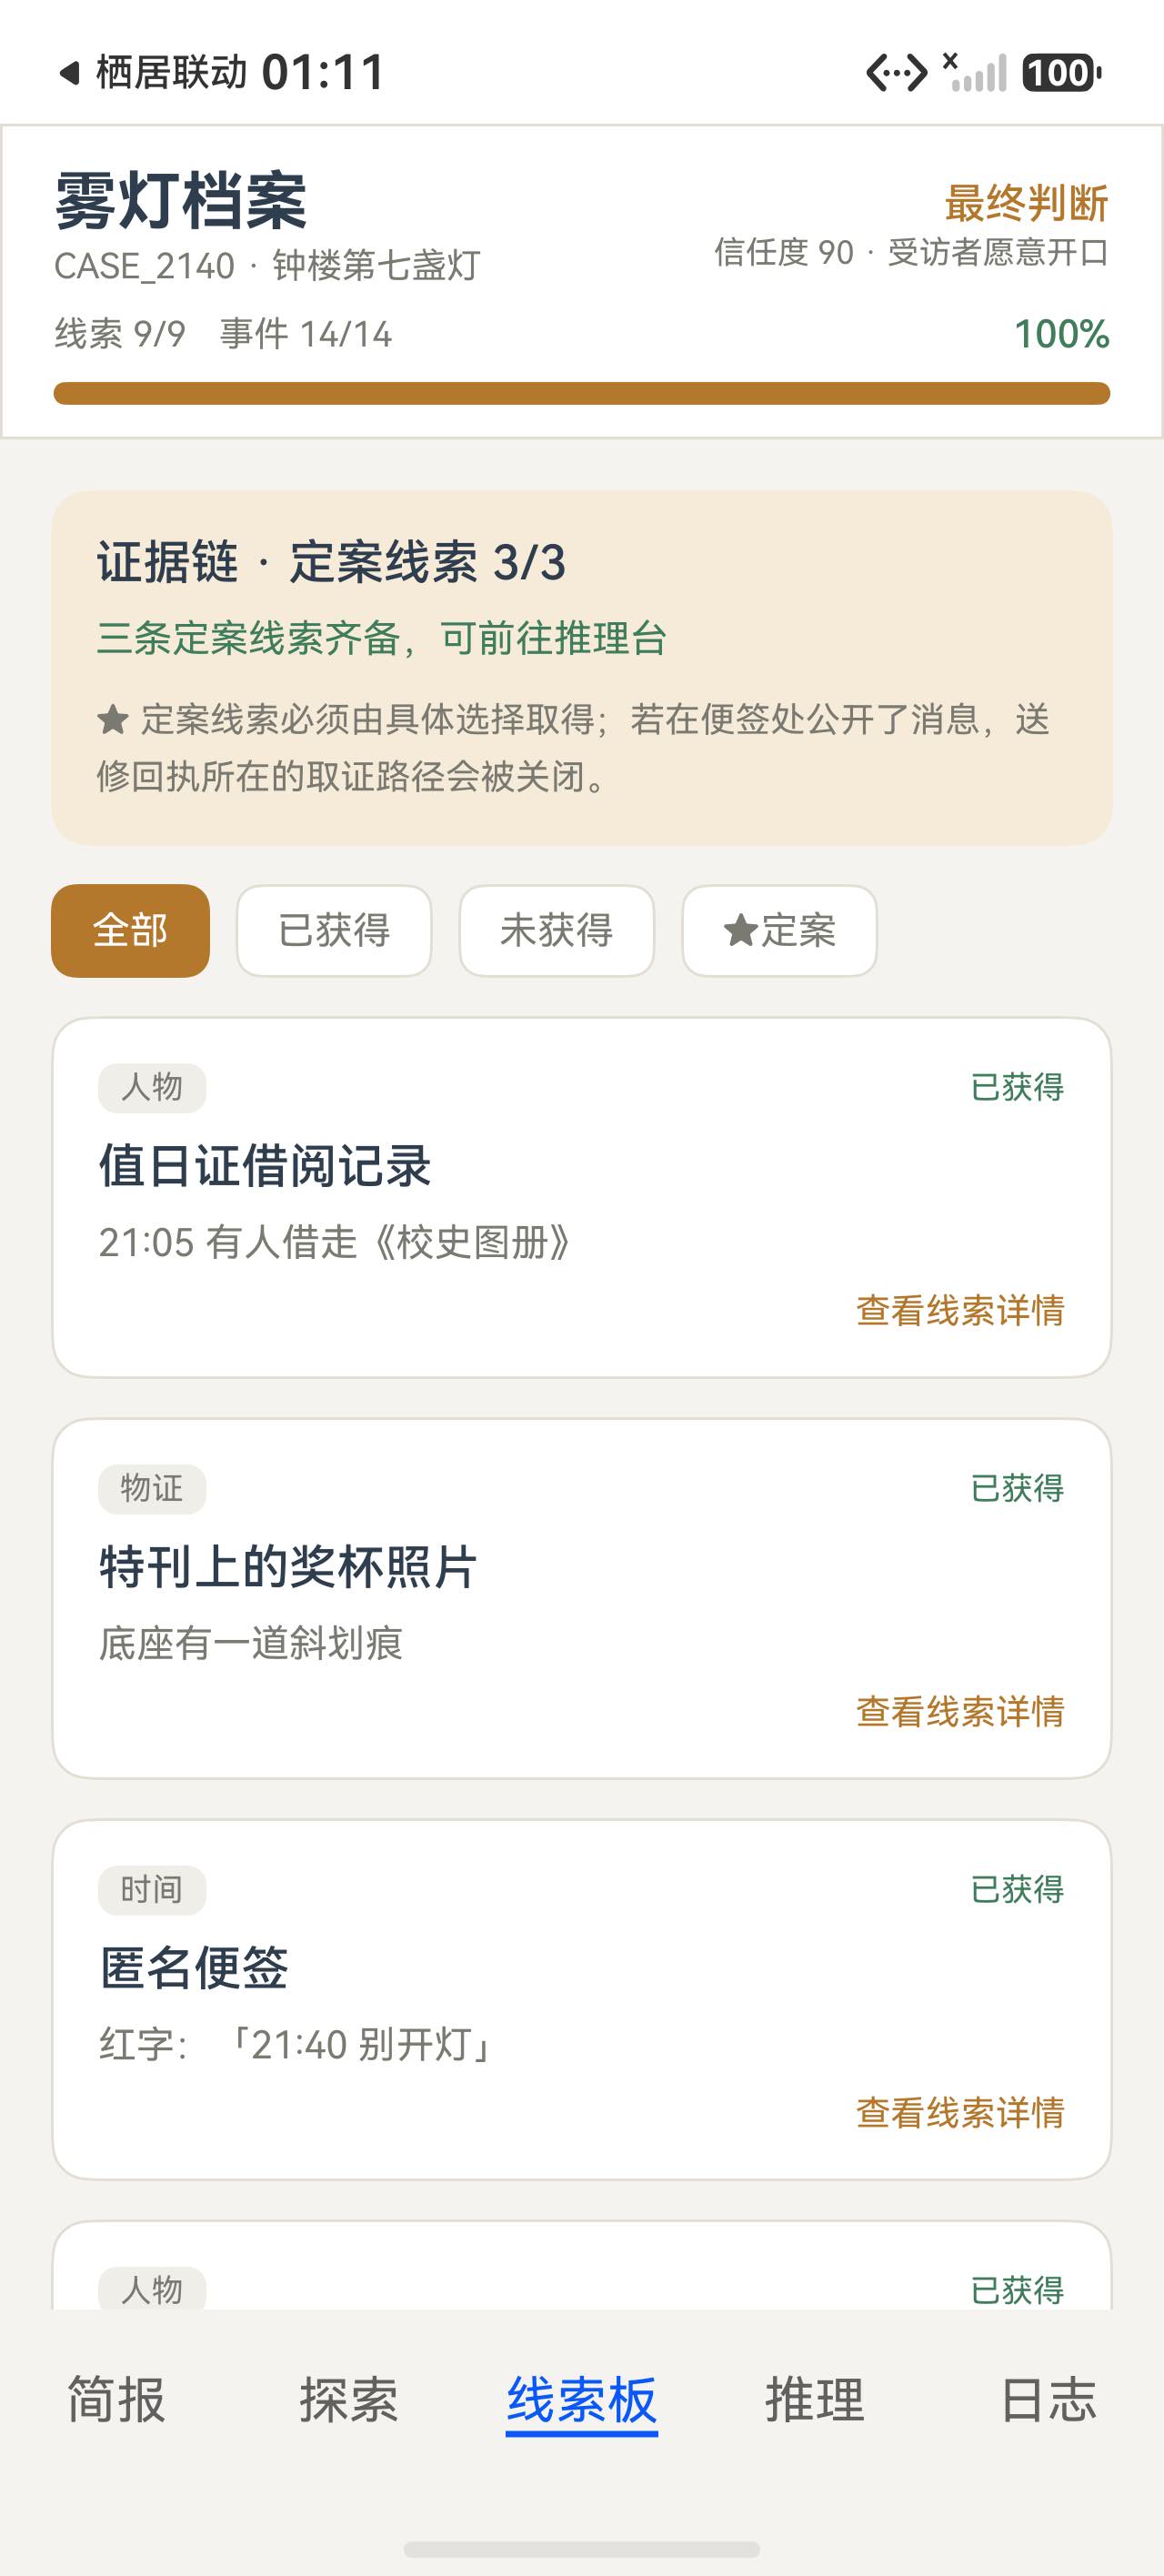 栖居联动 01:11
100
雾灯档案
最终判断
CASE_2140 · 钟楼第七盏灯
信任度 90 · 受访者愿意开口
线索 9/9 事件 14/14
100%
证据链 · 定案线索 3/3
三条定案线索齐备，可前往推理台
★ 定案线索必须由具体选择取得；若在便签处公开了消息，送
修回执所在的取证路径会被关闭。
全部 已获得 未获得 ★定案
人物 已获得
值日证借阅记录
21:05 有人借走《校史图册》
查看线索详情
物证 已获得
特刊上的奖杯照片
底座有一道斜划痕
查看线索详情
时间 已获得
匿名便签
红字：「21:40 别开灯」
查看线索详情
人物 已获得
简报 探索 线索板 推理 日志